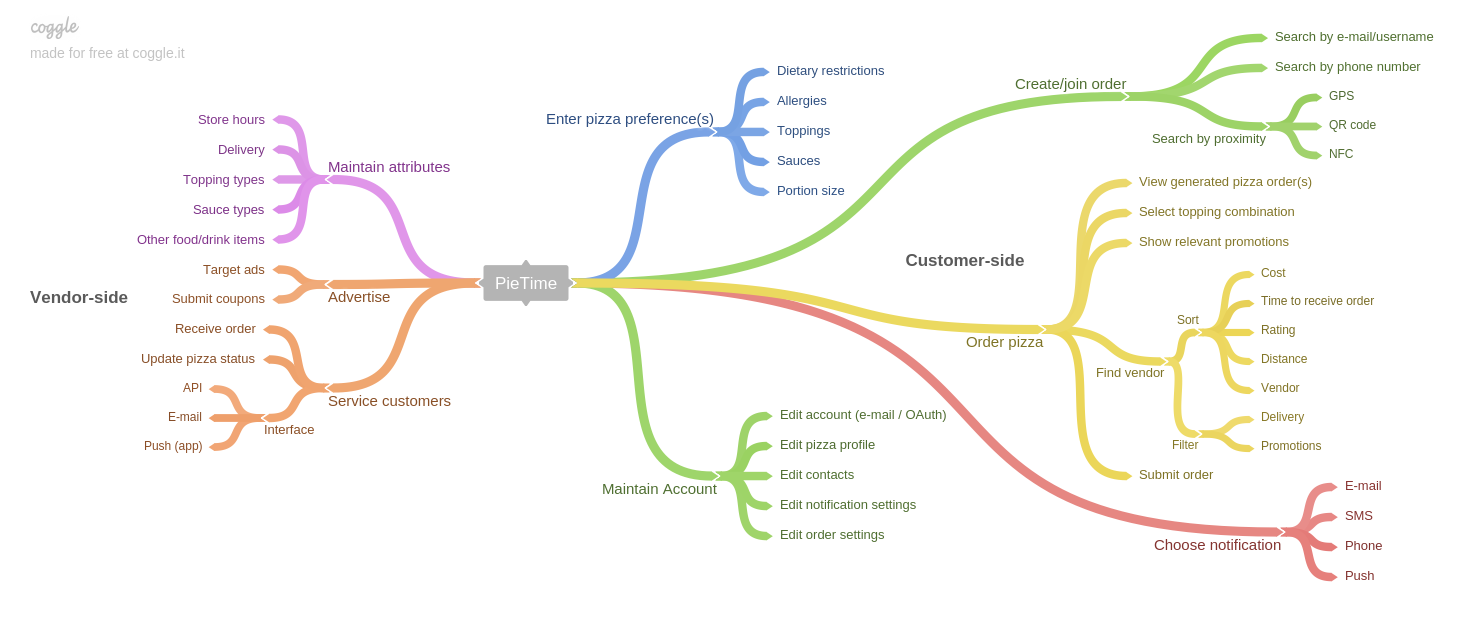 coggle
made for free at coggle.it
Store hours
Delivery
Topping types
Sauce types
Other food/drink items
Maintain attributes
Target ads
Submit coupons
Advertise
Vendor-side
Receive order
Update pizza status
API
E-mail
Push (app)
Interface
Service customers
PieTime
Enter pizza preference(s)
Dietary restrictions
Allergies
Toppings
Sauces
Portion size
Create/join order
Search by e-mail/username
Search by phone number
Search by proximity
GPS
QR code
NFC
Customer-side
Order pizza
View generated pizza order(s)
Select topping combination
Show relevant promotions
Find vendor
Sort
Cost
Time to receive order
Rating
Distance
Vendor
Filter
Delivery
Promotions
Submit order
Maintain Account
Edit account (e-mail / OAuth)
Edit pizza profile
Edit contacts
Edit notification settings
Edit order settings
Choose notification
E-mail
SMS
Phone
Push